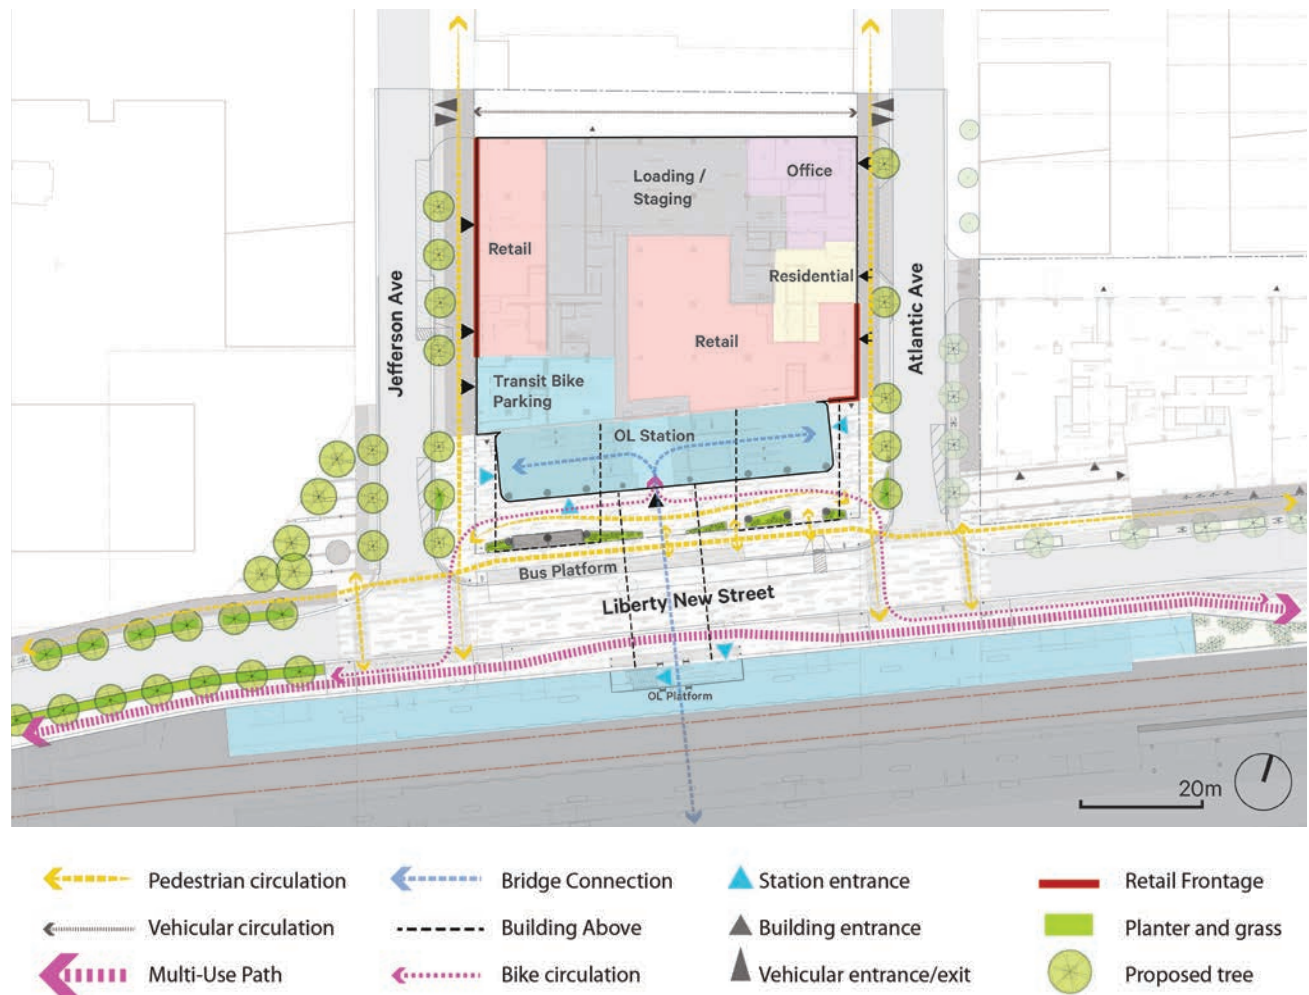 Office
Loading /
Staging
Retail
Residential
Jefferson Ave
Atlantic Ave
Retail
Transit Bike
Parking
OL Station
Bus Platform
Liberty New Street
OL Platform
20m
Pedestrian circulation
Bridge Connection
Station entrance
Retail Frontage
Vehicular circulation
Building Above
Building entrance
Planter and grass
Multi-Use Path
Bike circulation
Vehicular entrance/exit
Proposed tree